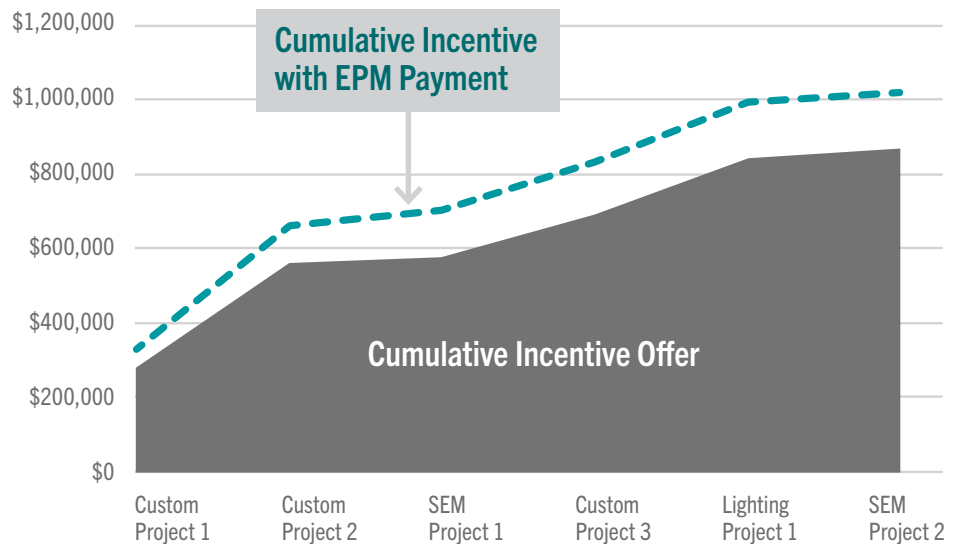 $1,200,000
Cumulative Incentive
with EPM Payment
$1,000,000
$800,000
$600,000
$400,000
Cumulative Incentive Offer
$200,000
$0
Custom
Project 1
Custom
Project 2
SEM
Project 1
Custom
Project 3
Lighting
Project 1
SEM
Project 2